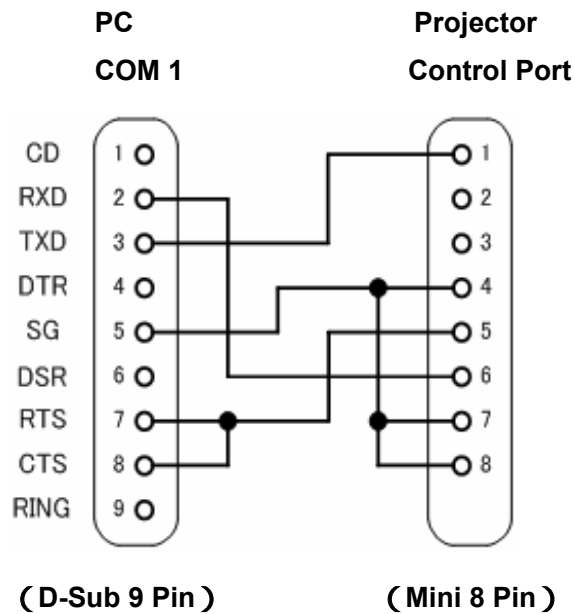 PC Projector
COM 1 Control Port
CD 1 1
RXD 2 2
TXD 3 3
DTR 4 4
SG 5 5
DSR 6 6
RTS 7 7
CTS 8 8
RING 9
（D-Sub 9 Pin） （Mini 8 Pin）